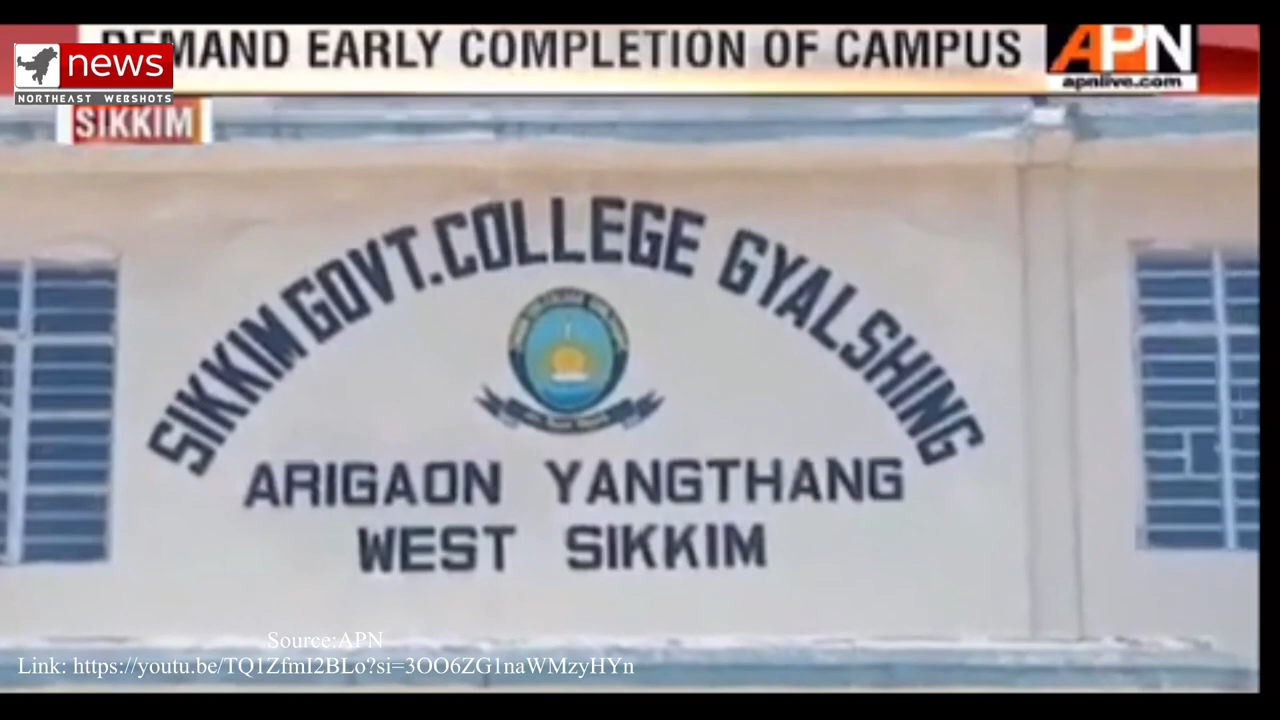 DEMAND EARLY COMPLETION OF CAMPUS
APN
apnlive.com
news
NORTHEAST WEBSHOTS
SIKKIM
SIKKIM GOVT. COLLEGE GYALSHING
ARIGAON YANGTHANG
WEST SIKKIM
Source:APN
Link: https://youtu.be/TQ1ZfmI2BLo?si=3OO6ZG1naWMzyHYn